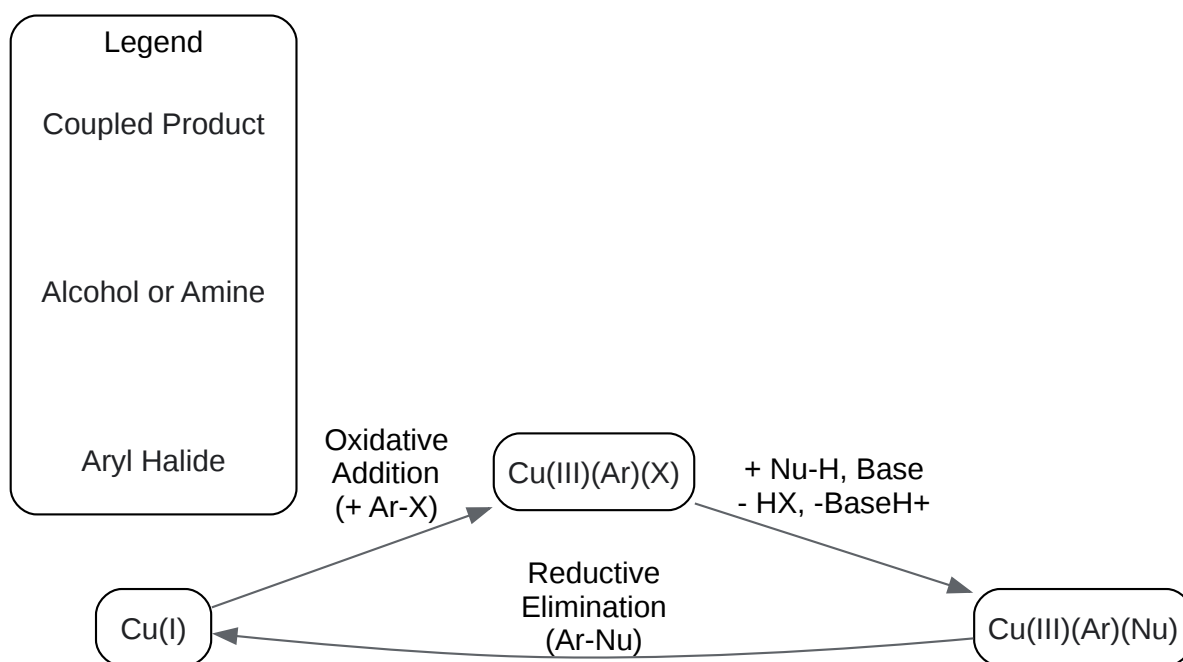 Legend
Coupled Product
Alcohol or Amine
Aryl Halide
Oxidative
Addition
(+ Ar-X)
Cu(III)(Ar)(X)
+ Nu-H, Base
- HX, -BaseH+
Reductive
Elimination
(Ar-Nu)
Cu(I)
Cu(III)(Ar)(Nu)